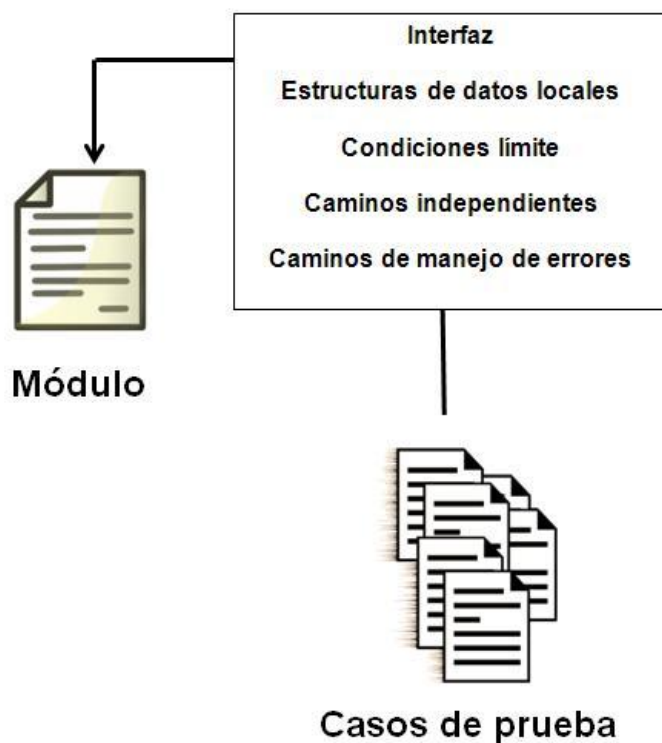 Interfaz
Estructuras de datos locales
Condiciones límite
Caminos independientes
Caminos de manejo de errores
Módulo
Casos de prueba